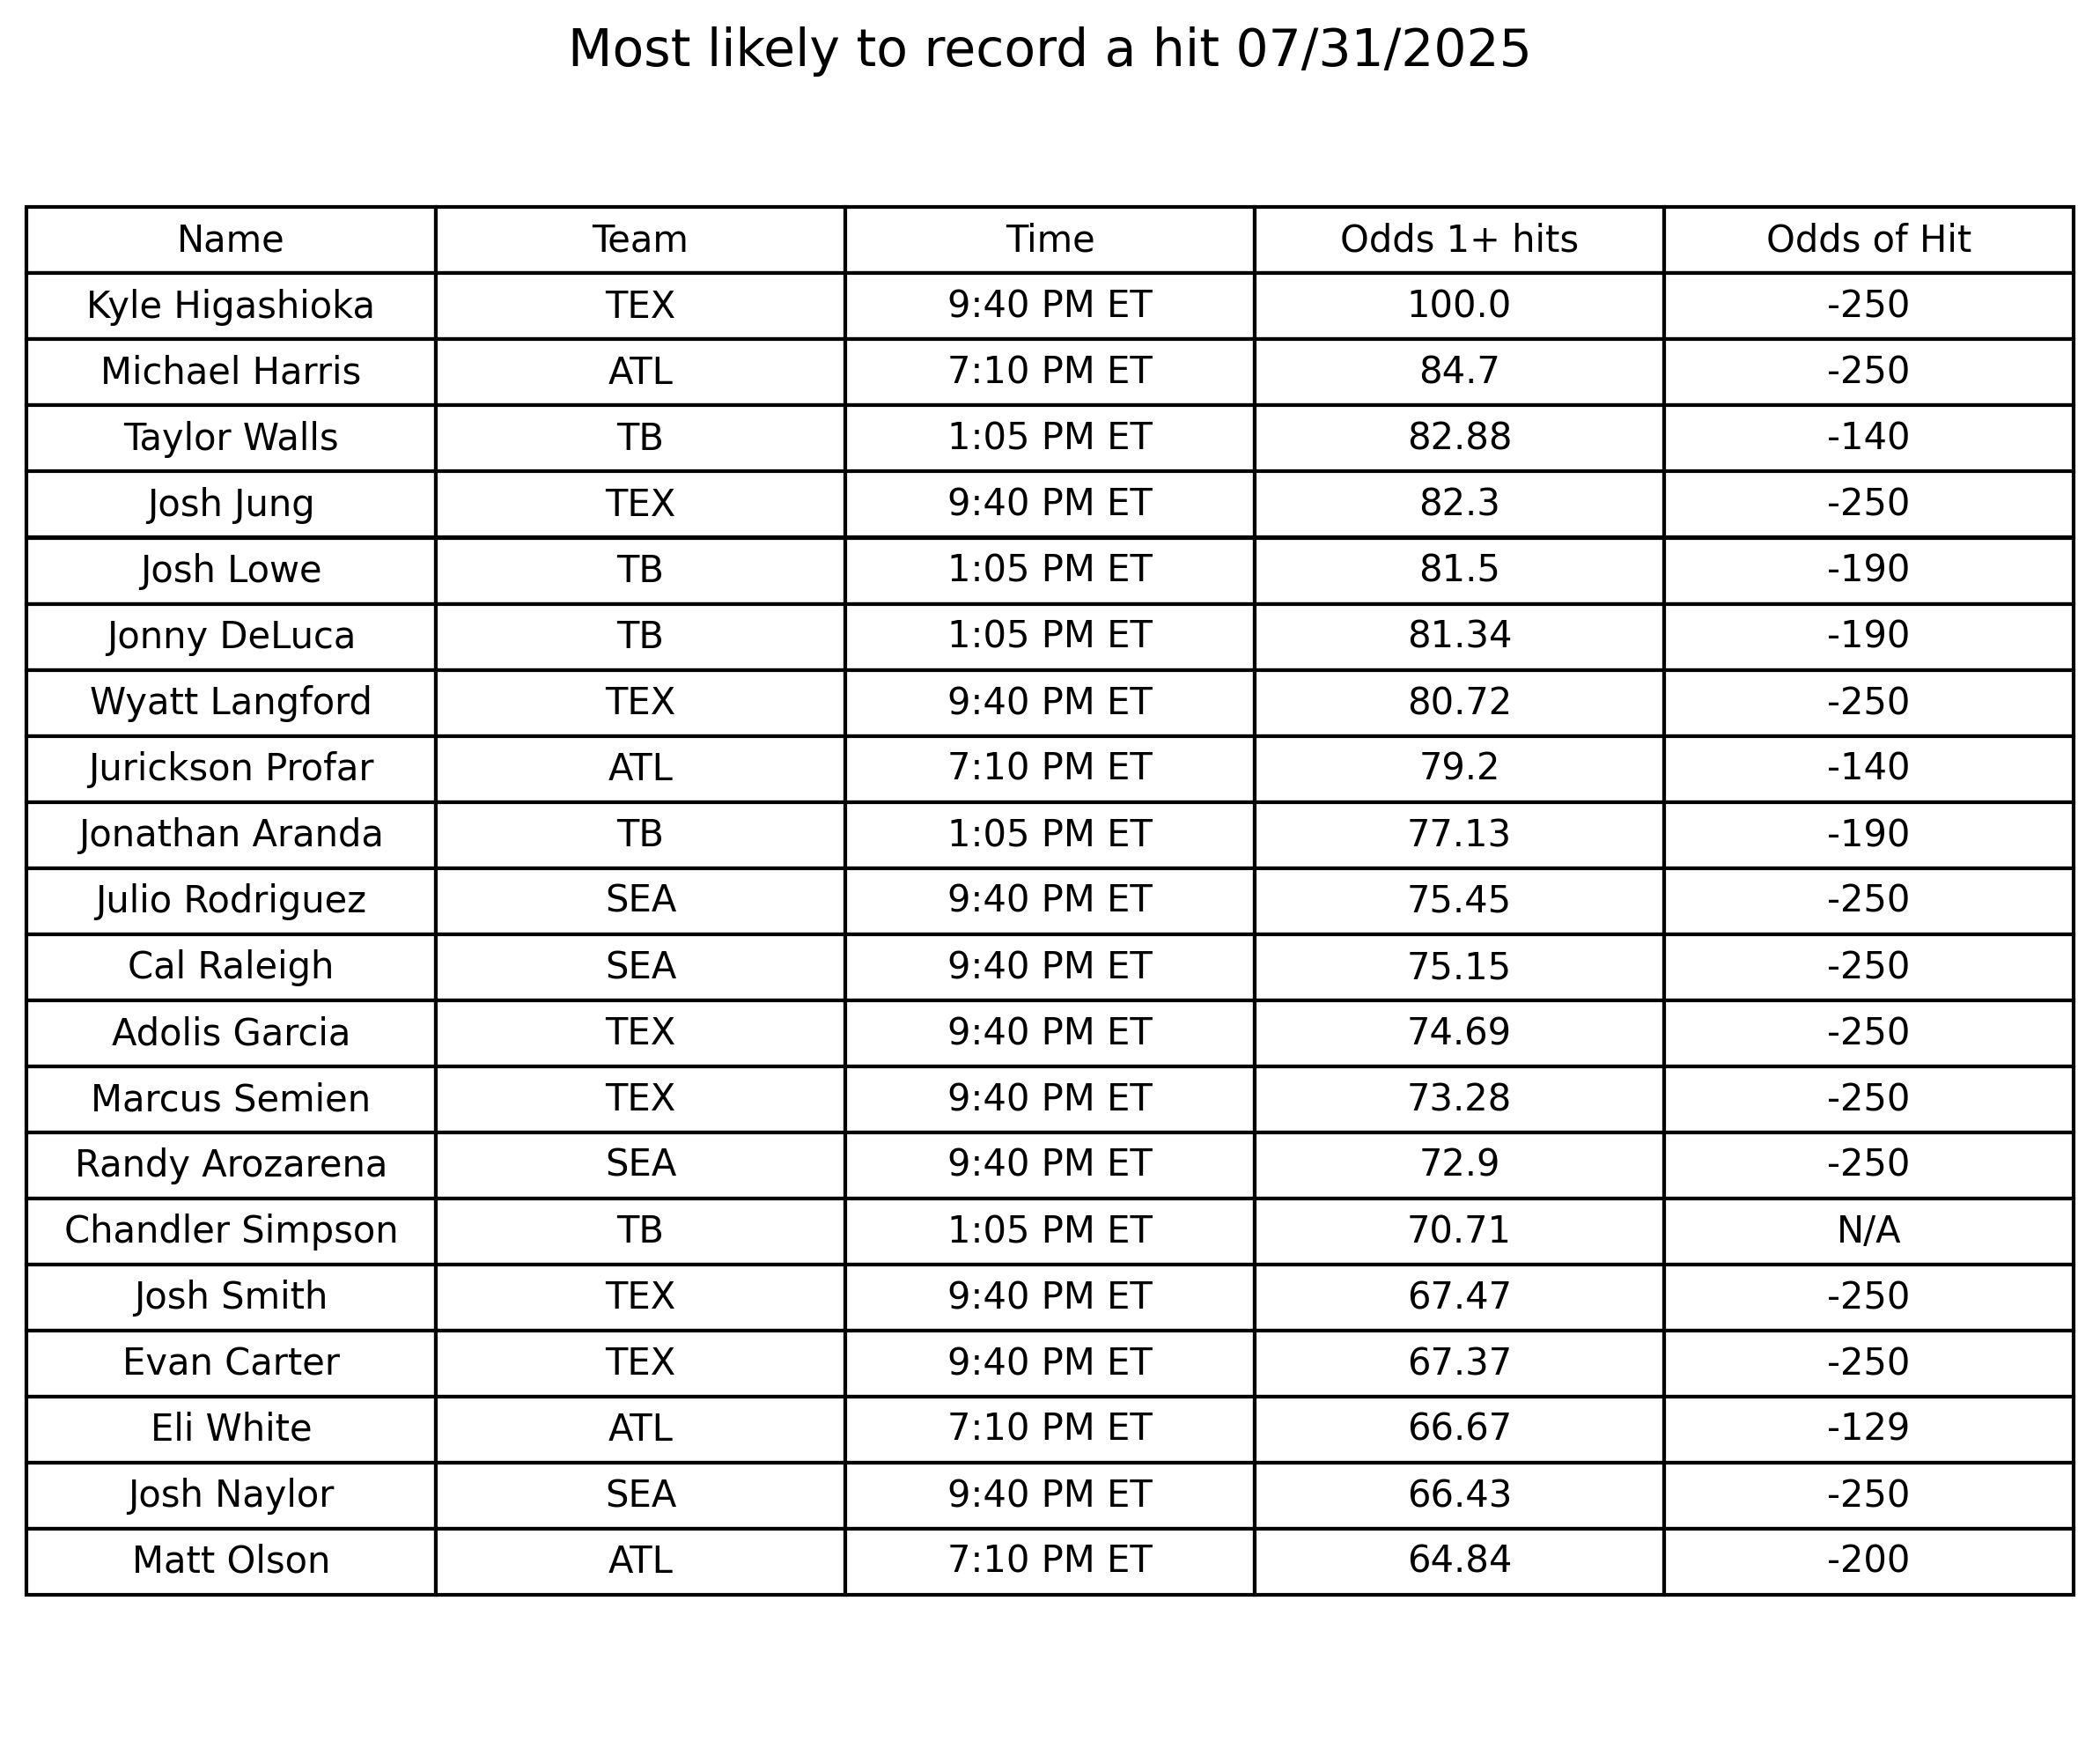 Most likely to record a hit 07/31/2025
Name Team Time Odds 1+ hits Odds of Hit
Kyle Higashioka TEX 9:40 PM ET 100.0 -250
Michael Harris ATL 7:10 PM ET 84.7 -250
Taylor Walls TB 1:05 PM ET 82.88 -140
Josh Jung TEX 9:40 PM ET 82.3 -250
Josh Lowe TB 1:05 PM ET 81.5 -190
Jonny DeLuca TB 1:05 PM ET 81.34 -190
Wyatt Langford TEX 9:40 PM ET 80.72 -250
Jurickson Profar ATL 7:10 PM ET 79.2 -140
Jonathan Aranda TB 1:05 PM ET 77.13 -190
Julio Rodriguez SEA 9:40 PM ET 75.45 -250
Cal Raleigh SEA 9:40 PM ET 75.15 -250
Adolis Garcia TEX 9:40 PM ET 74.69 -250
Marcus Semien TEX 9:40 PM ET 73.28 -250
Randy Arozarena SEA 9:40 PM ET 72.9 -250
Chandler Simpson TB 1:05 PM ET 70.71 N/A
Josh Smith TEX 9:40 PM ET 67.47 -250
Evan Carter TEX 9:40 PM ET 67.37 -250
Eli White ATL 7:10 PM ET 66.67 -129
Josh Naylor SEA 9:40 PM ET 66.43 -250
Matt Olson ATL 7:10 PM ET 64.84 -200